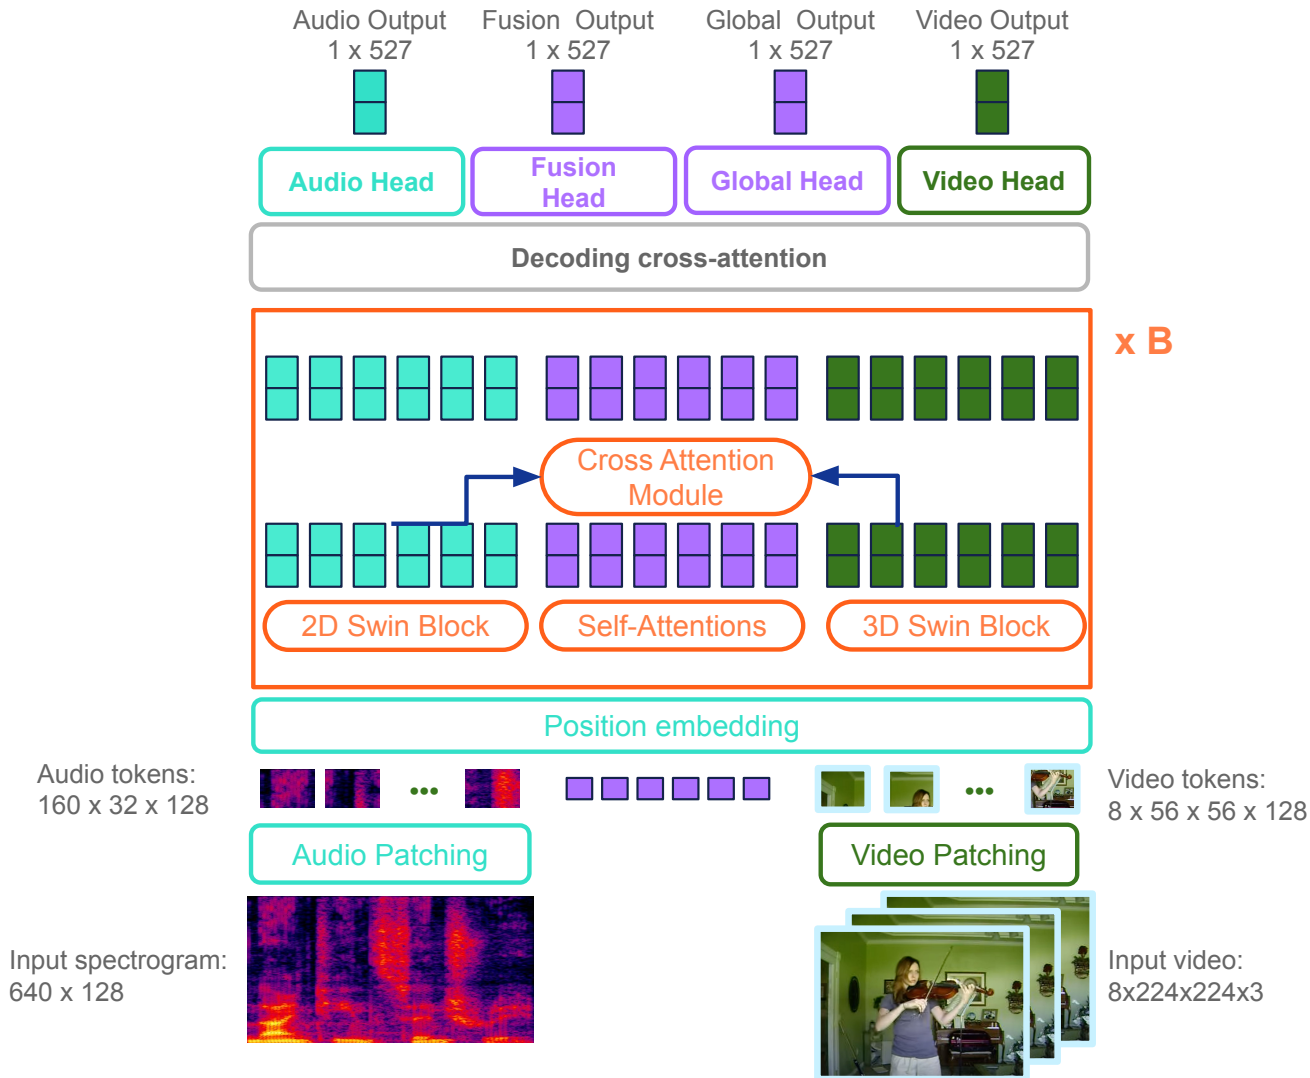 Audio Output
1 x 527
Fusion Output
1 x 527
Global Output
1 x 527
Video Output
1 x 527
Audio Head
Fusion
Head
Global Head
Video Head
Decoding cross-attention
x B
Cross Attention
Module
2D Swin Block
Self-Attentions
3D Swin Block
Position embedding
Audio tokens:
160 x 32 x 128
Video tokens:
8 x 56 x 56 x 128
Audio Patching
Video Patching
Input spectrogram:
640 x 128
Input video:
8x224x224x3